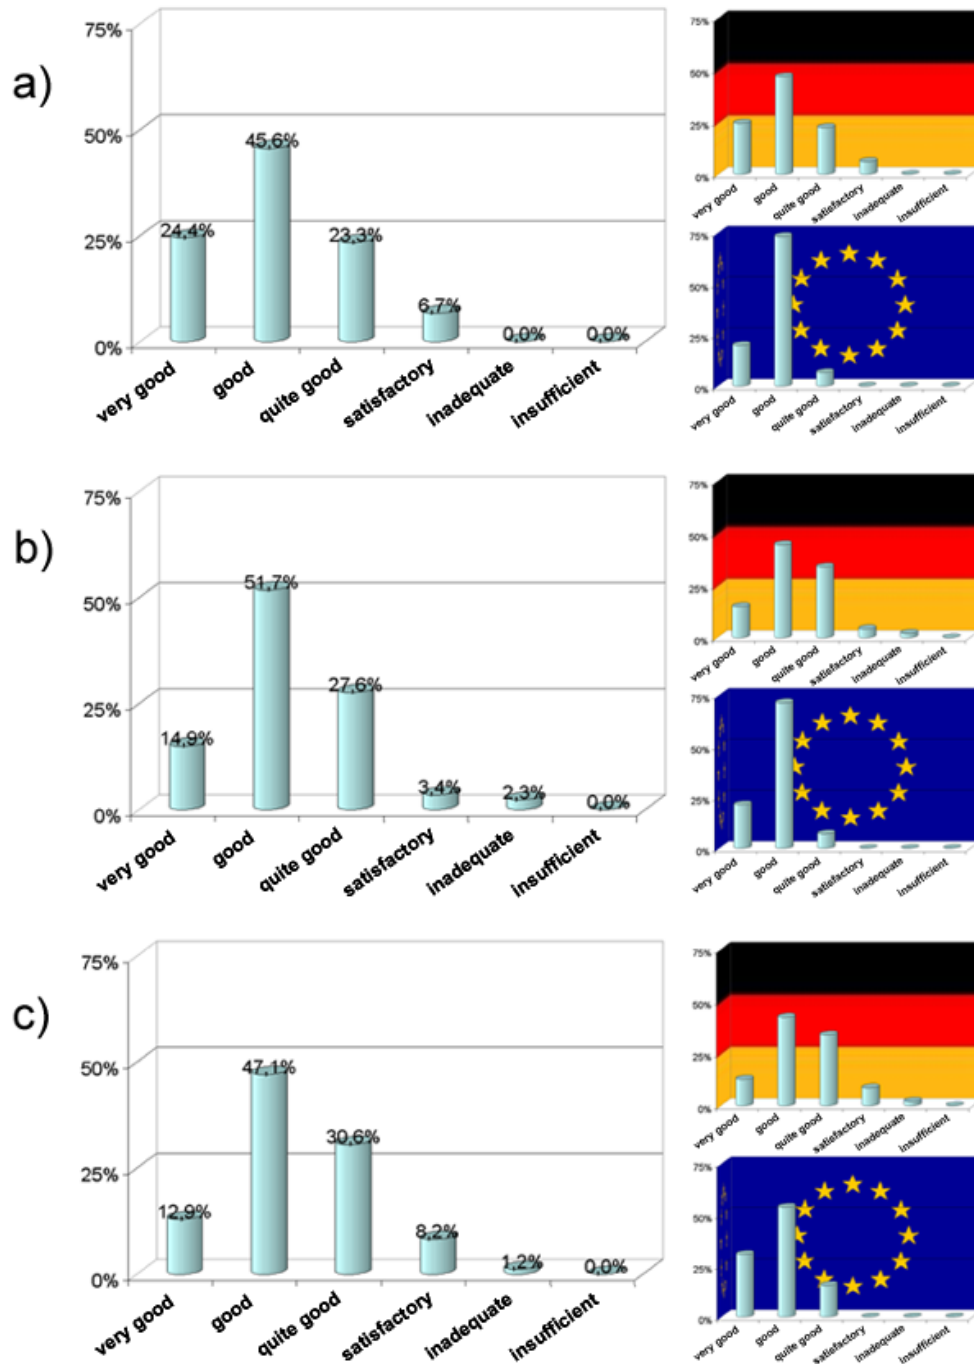 a)
75%
50%
25%
0%
24.4%
45.6%
23.3%
6.7%
0.0%
0.0%
very good
good
quite good
satisfactory
inadequate
insufficient
75%
50%
25%
0%
very good
good
quite good
satisfactory
inadequate
insufficient
75%
50%
25%
0%
very good
good
quite good
satisfactory
inadequate
insufficient
b)
75%
50%
25%
0%
14.9%
51.7%
27.6%
3.4%
2.3%
0.0%
very good
good
quite good
satisfactory
inadequate
insufficient
75%
50%
25%
0%
very good
good
quite good
satisfactory
inadequate
insufficient
75%
50%
25%
0%
very good
good
quite good
satisfactory
inadequate
insufficient
c)
75%
50%
25%
0%
12.9%
47.1%
30.6%
8.2%
1.2%
0.0%
very good
good
quite good
satisfactory
inadequate
insufficient
75%
50%
25%
0%
very good
good
quite good
satisfactory
inadequate
insufficient
75%
50%
25%
0%
very good
good
quite good
satisfactory
inadequate
insufficient